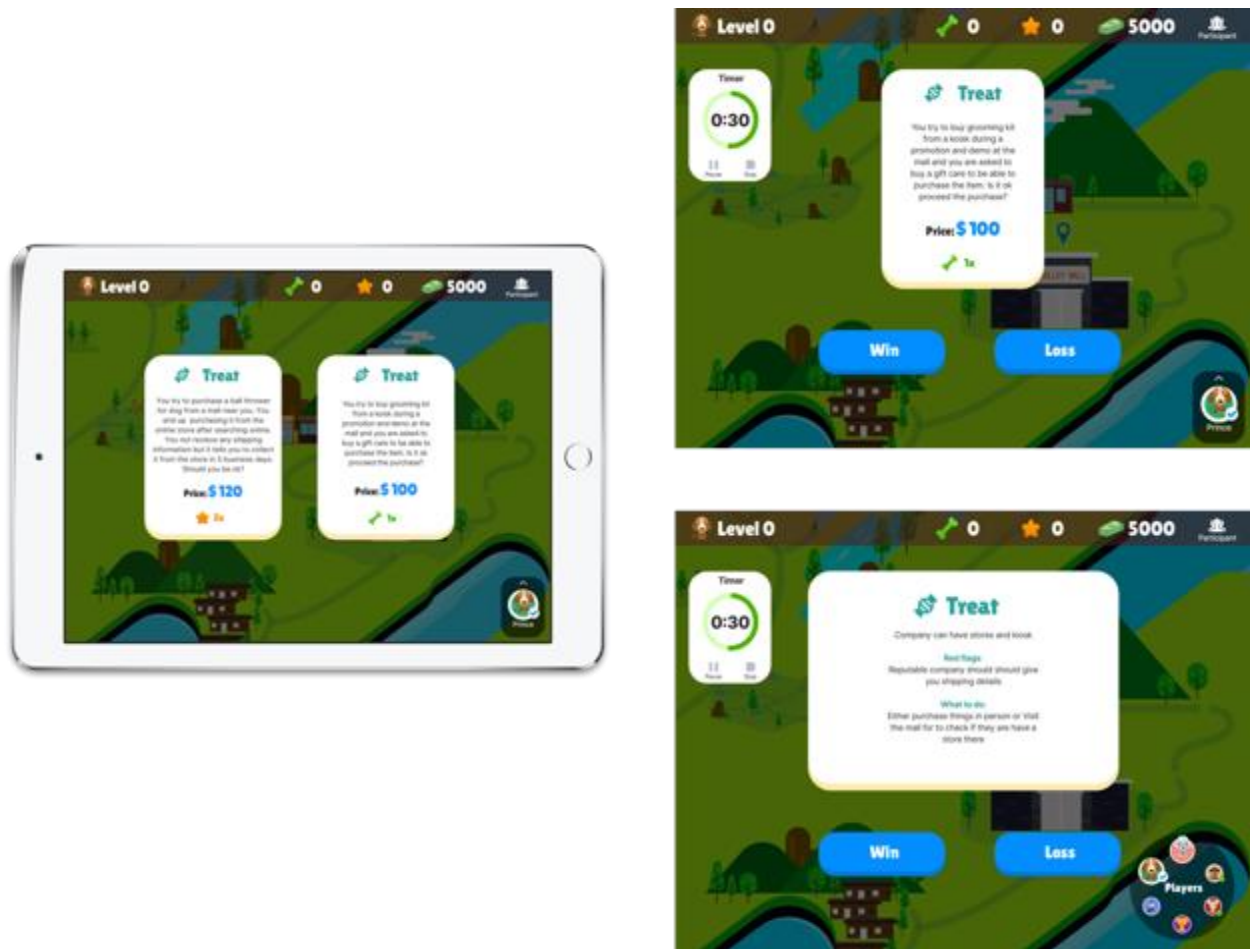 Level 0
0
0
5000
Participant
Treat
You try to purchase a ball thrower
for dog from a mall near you. You
end up purchasing it from the
online store after searching online.
You not receive any shipping
information but it tells you to collect
it from the store in 5 business days.
Should you be ok?
Price: $ 120
2x
Treat
You try to buy grooming kit
from a kiosk during a
promotion and demo at the
mall and you are asked to
buy a gift care to be able to
purchase the item. Is it ok
proceed the purchase?
Price: $ 100
1x
Prince
Level 0
0
0
5000
Participant
Timer
0:30
Pause
Stop
Treat
You try to buy grooming kit
from a kiosk during a
promotion and demo at the
mall and you are asked to
buy a gift care to be able to
purchase the item. Is it ok
proceed the purchase?
Price: $ 100
1x
Win
Loss
Prince
Level 0
0
0
5000
Participant
Timer
0:30
Pause
Stop
Treat
Company can have stores and kiosk
Red flags
Reputable company should should give
you shipping details
What to do
Either purchase things in person or Visit
the mall for to check if they are have a
store there
Win
Loss
Players